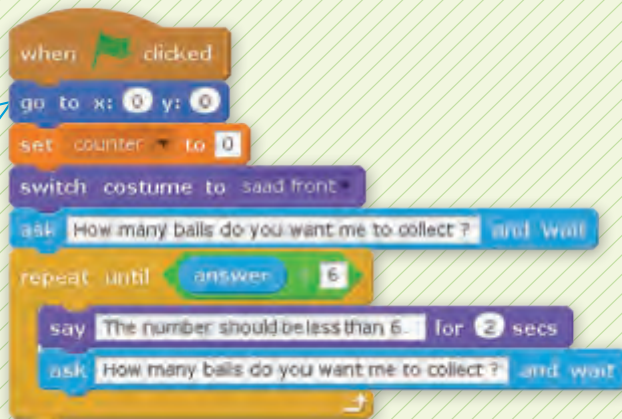 when clicked
go to x: 0 y: 0
set counter to 0
switch costume to saad front
ask How many balls do you want me to collect ? and wait
repeat until answer 6
say The number should be less than 6. for 2 secs
ask How many balls do you want me to collect ? and wait